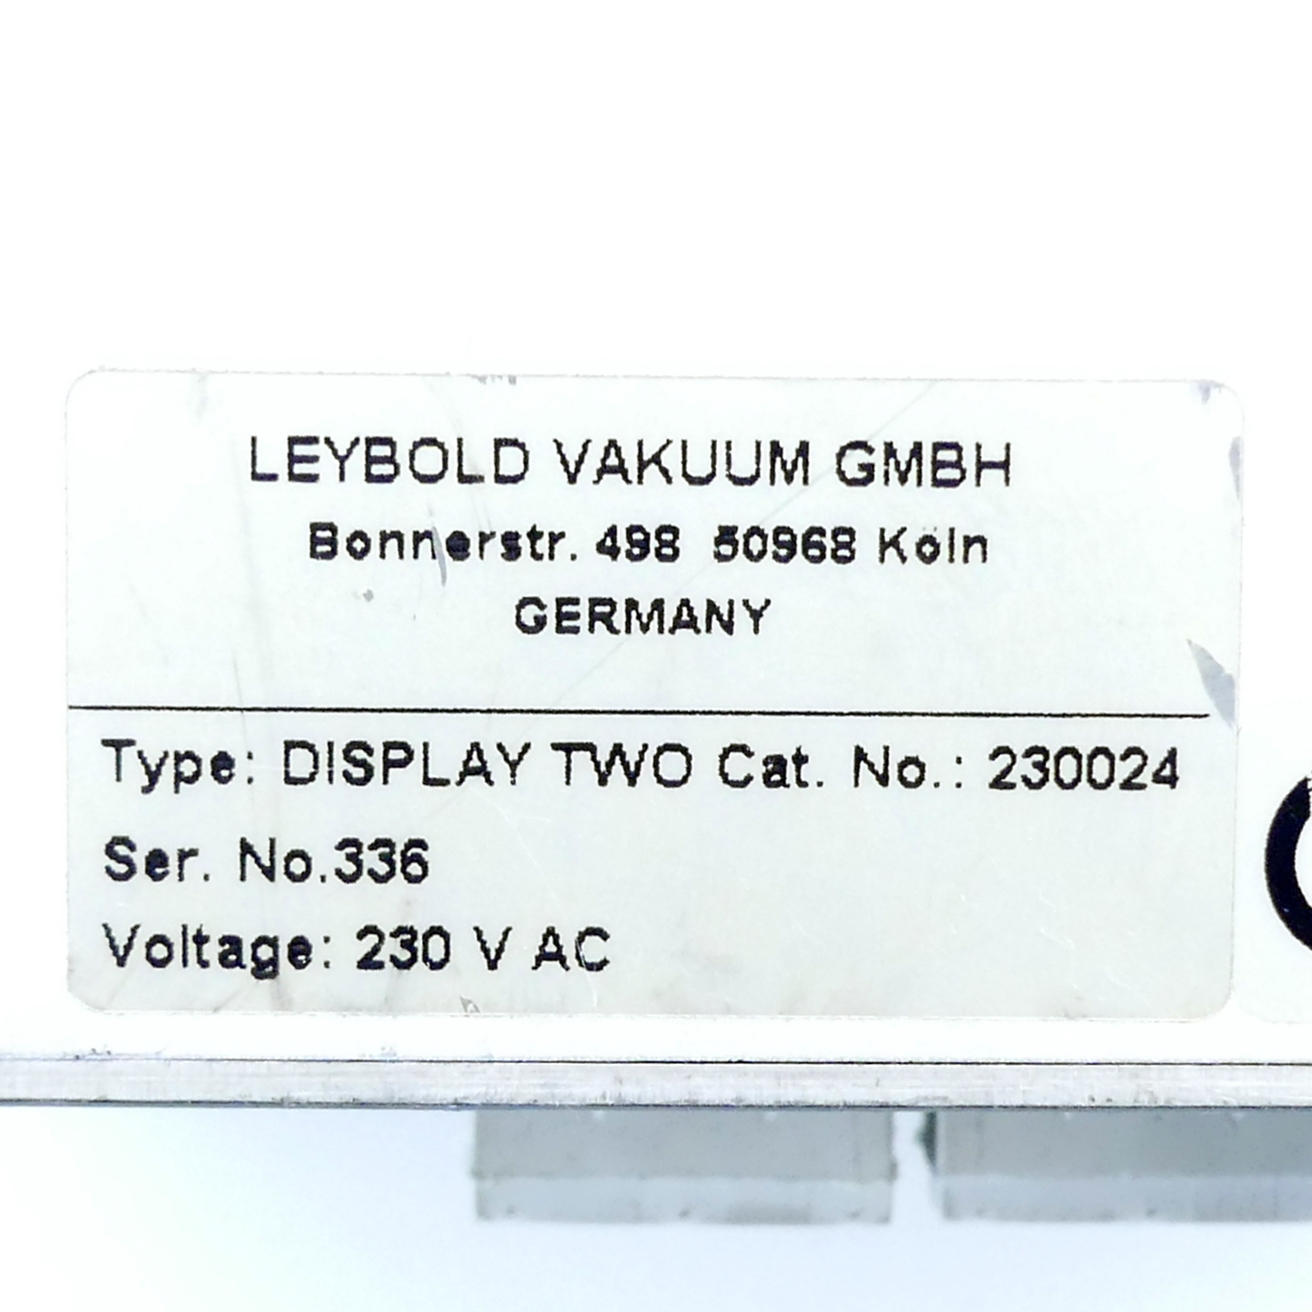 LEYBOLD VAKUUM GMBH
Bonnerstr. 498 50968 Köln
GERMANY
Type: DISPLAY TWO Cat. No.: 230024
Ser. No.336
Voltage: 230 V AC